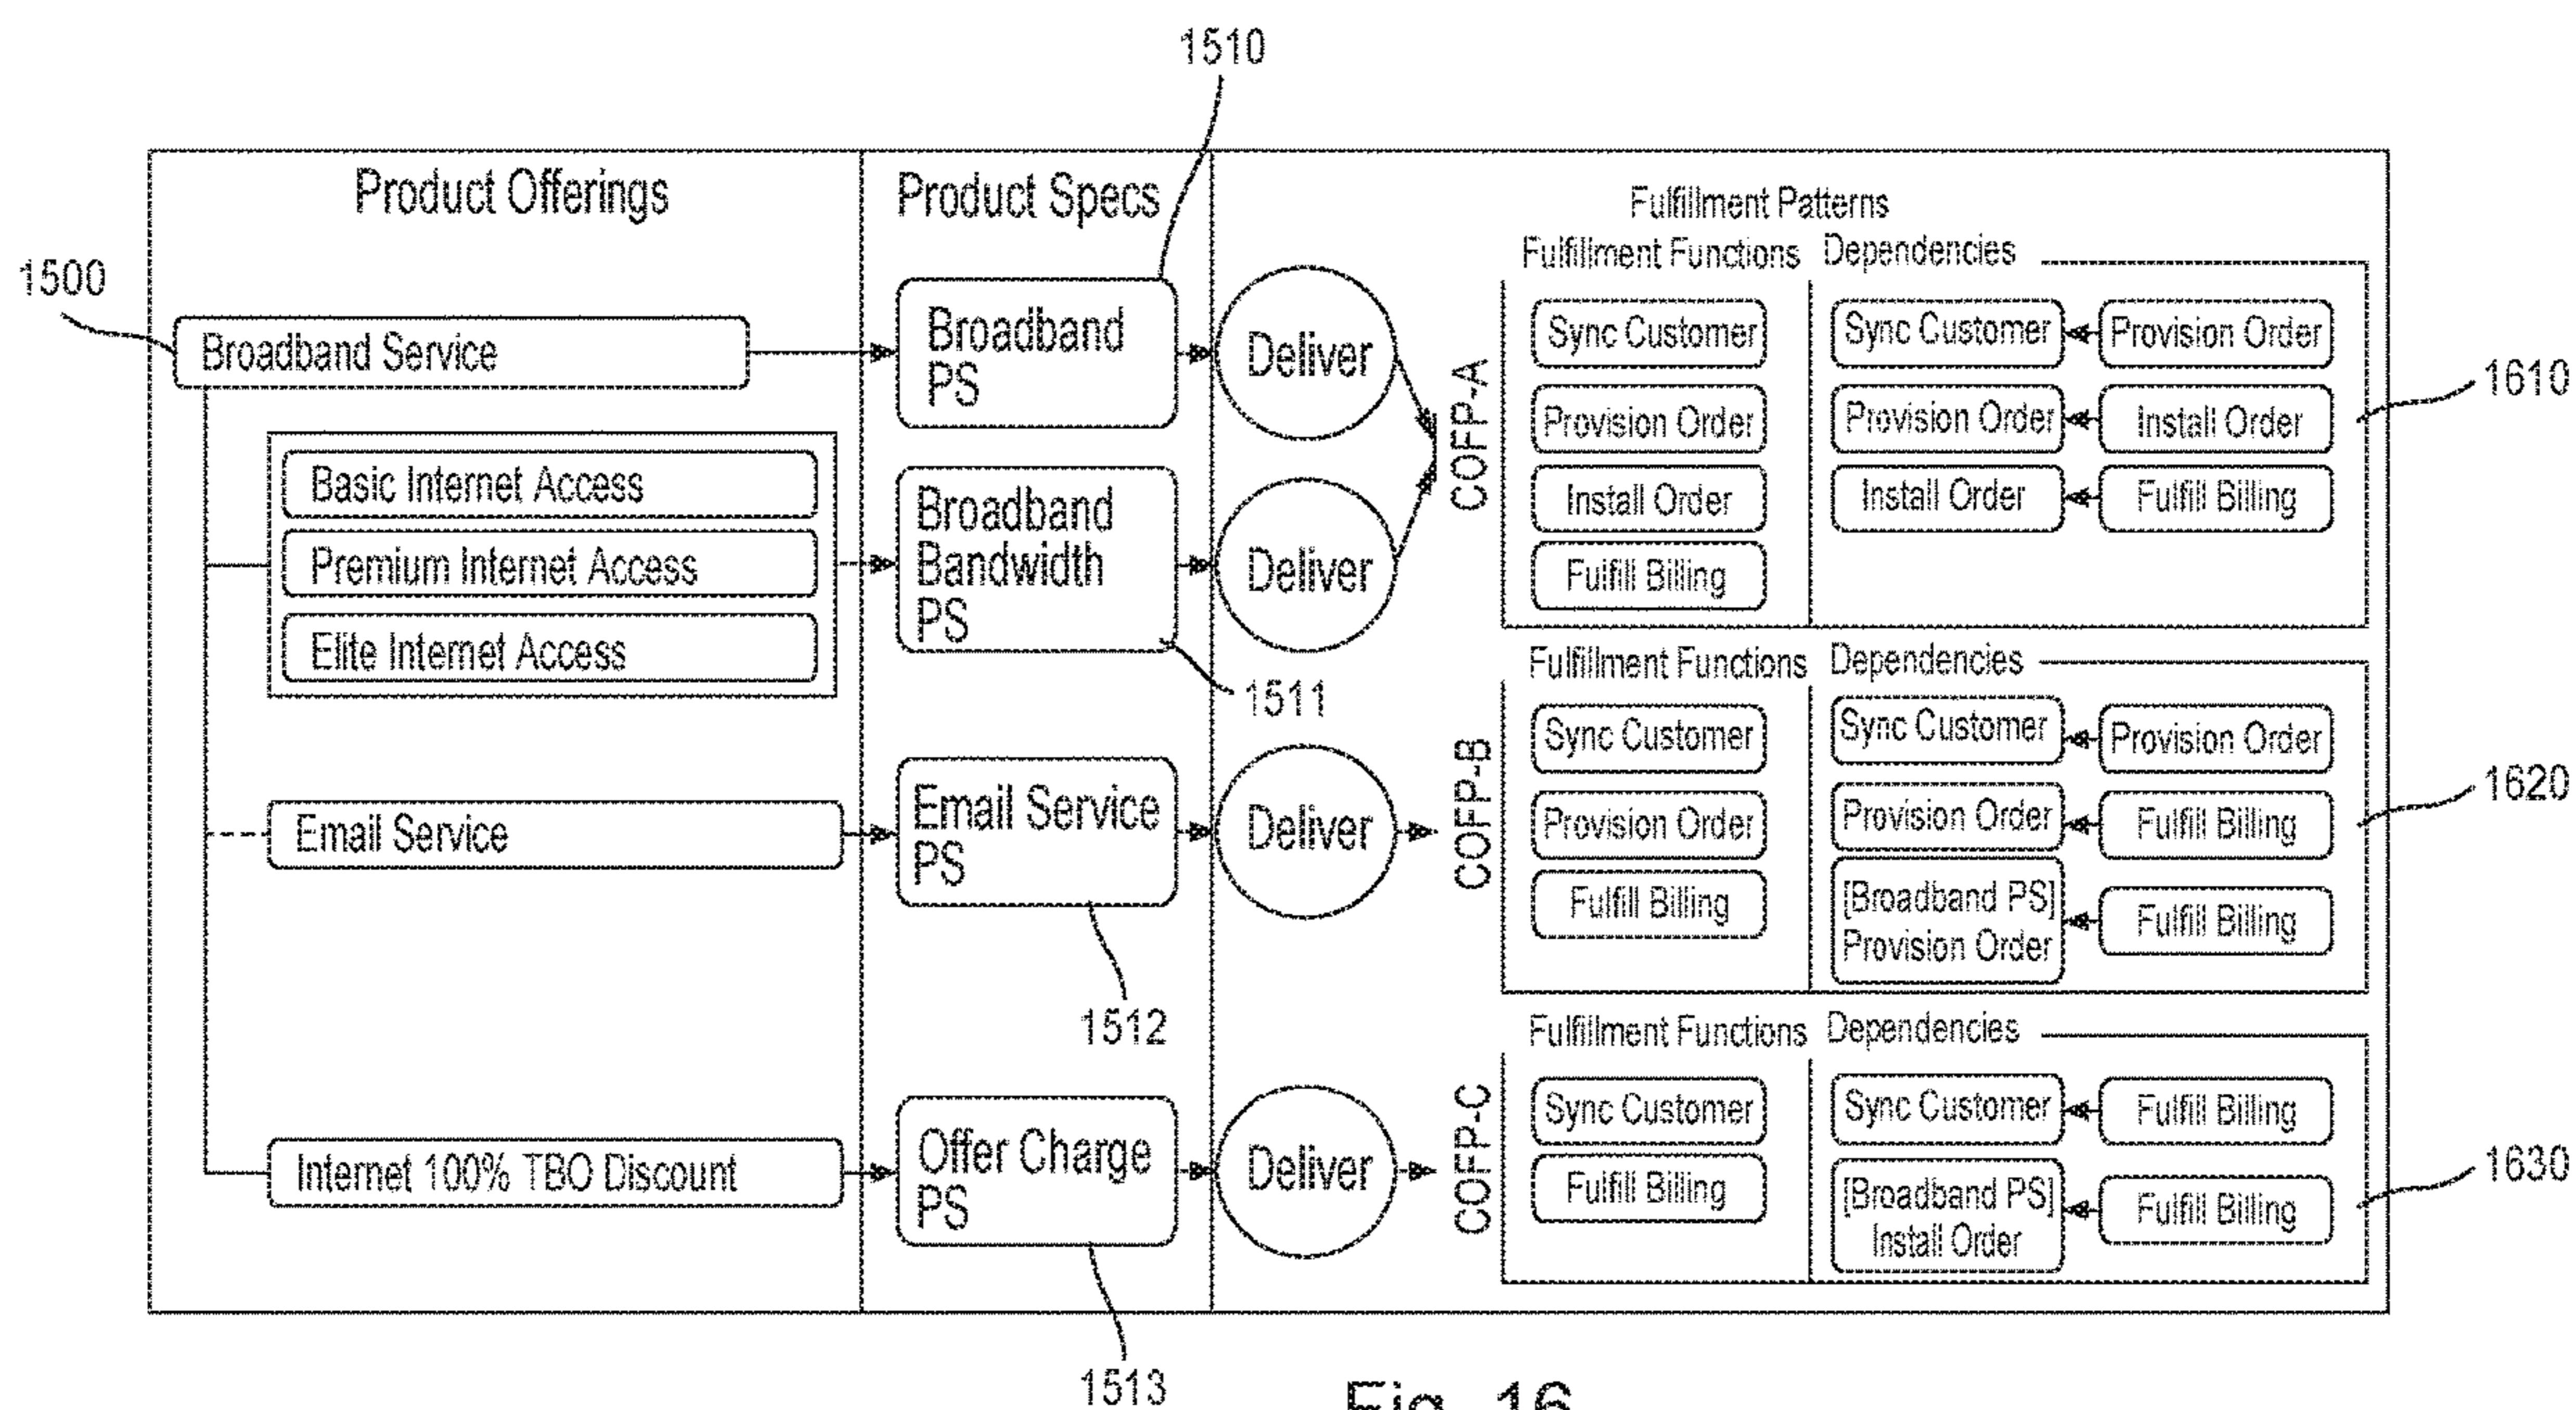 1510
Product Offerings
Product Specs
Fulfillment Patterns
Fulfillment Functions
Dependencies
1500
Broadband Service
Broadband
PS
Deliver
COFP-A
Sync Customer
Provision Order
Install Order
Fulfill Billing
Sync Customer
Provision Order
Provision Order
Install Order
Install Order
Fulfill Billing
1610
Basic Internet Access
Premium Internet Access
Elite Internet Access
Broadband
Bandwidth
PS
Deliver
1511
Fulfillment Functions
Dependencies
Email Service
Email Service
PS
Deliver
COFP-B
Sync Customer
Provision Order
Fulfill Billing
Sync Customer
Provision Order
Provision Order
Fulfill Billing
[Broadband PS]
Provision Order
Fulfill Billing
1620
1512
Fulfillment Functions
Dependencies
Internet 100% TBO Discount
Offer Charge
PS
Deliver
COFP-C
Sync Customer
Fulfill Billing
Sync Customer
Fulfill Billing
[Broadband PS]
Install Order
Fulfill Billing
1630
1513
Fig. 16